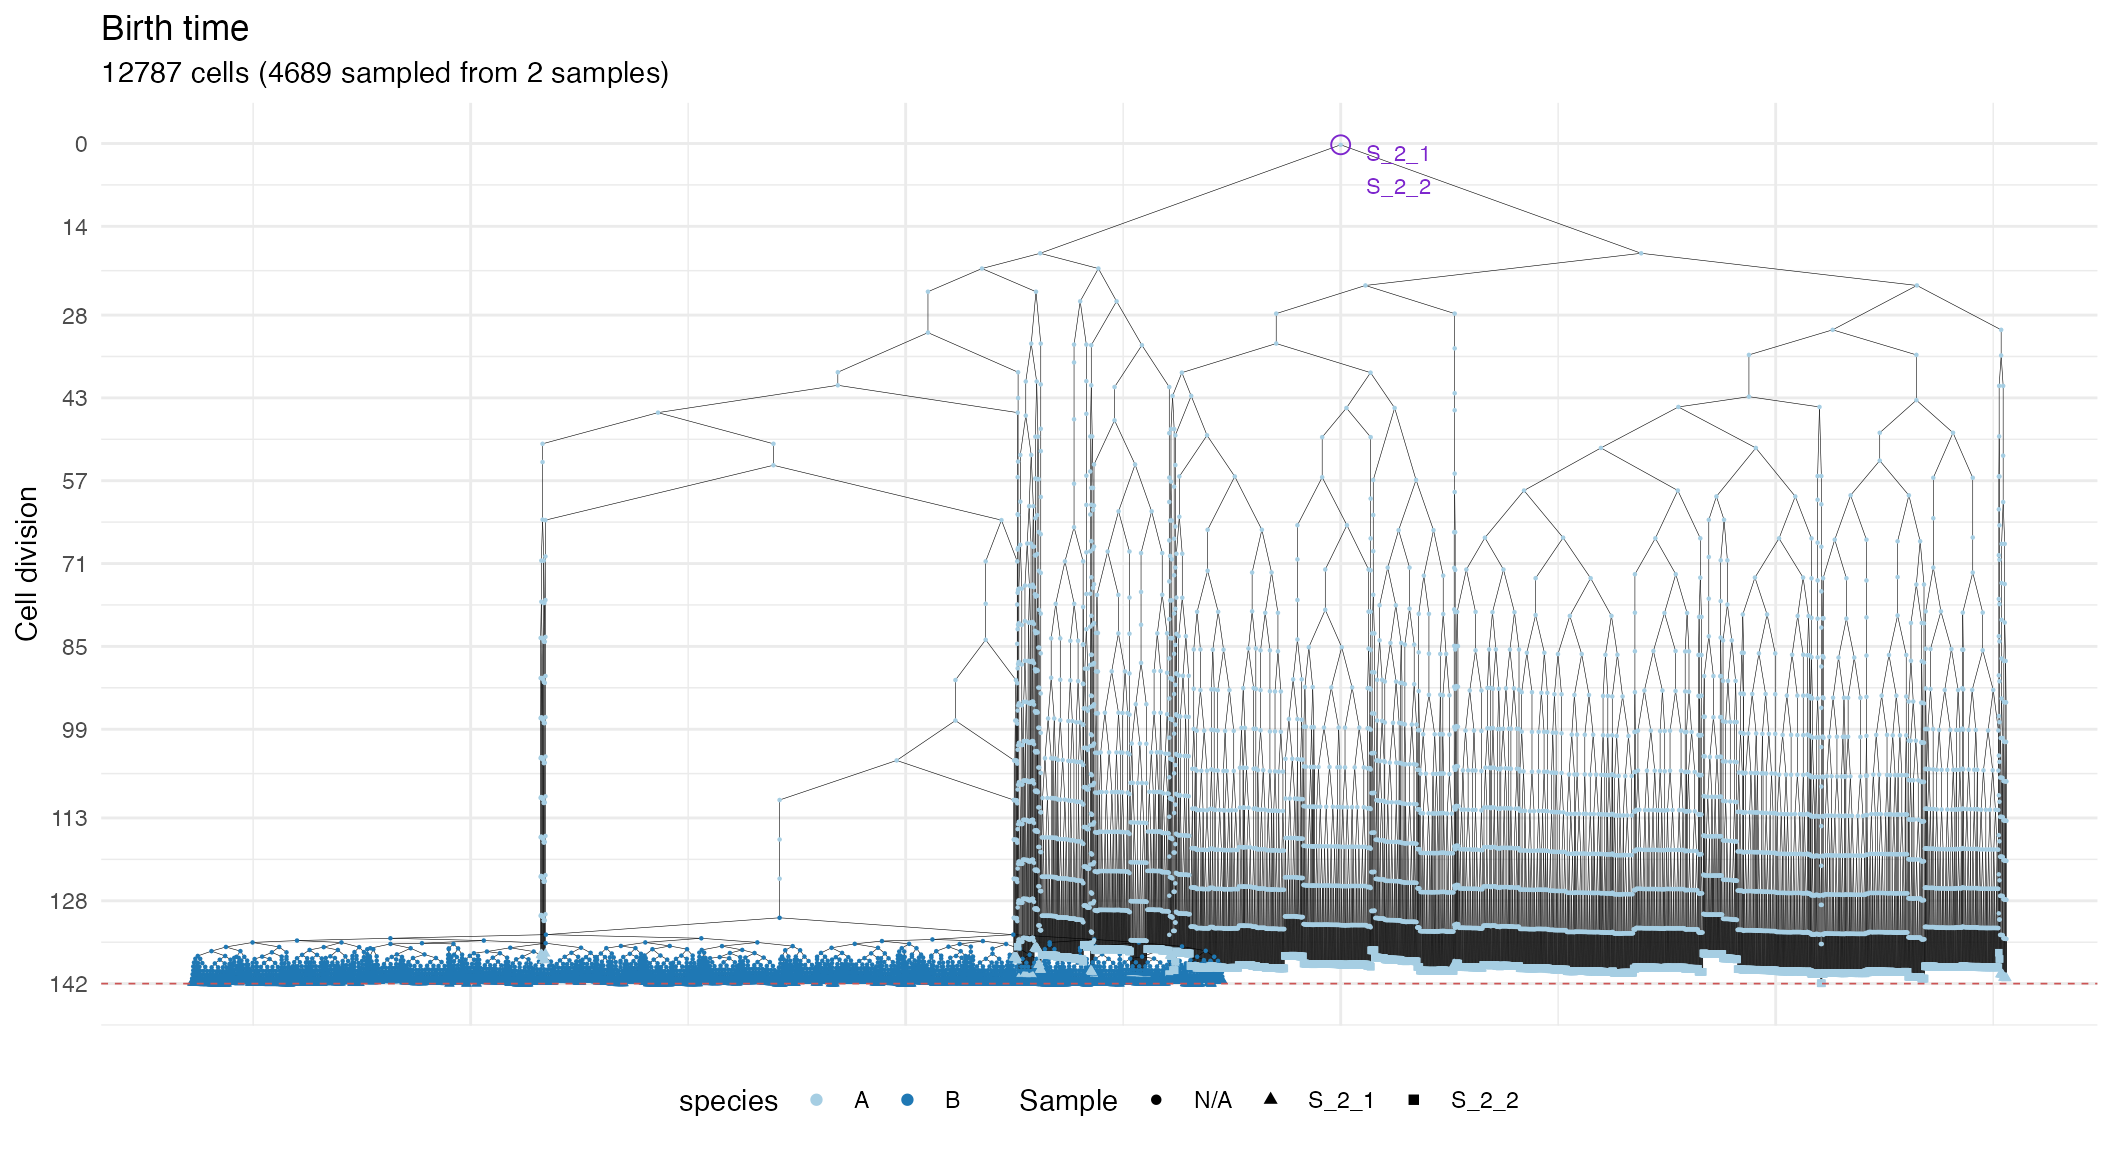 Birth time
12787 cells (4689 sampled from 2 samples)
0
S_2_1
S_2_2
14
28
43
57
71
85
99
113
128
142
Cell division
species A B Sample N/A S_2_1 S_2_2